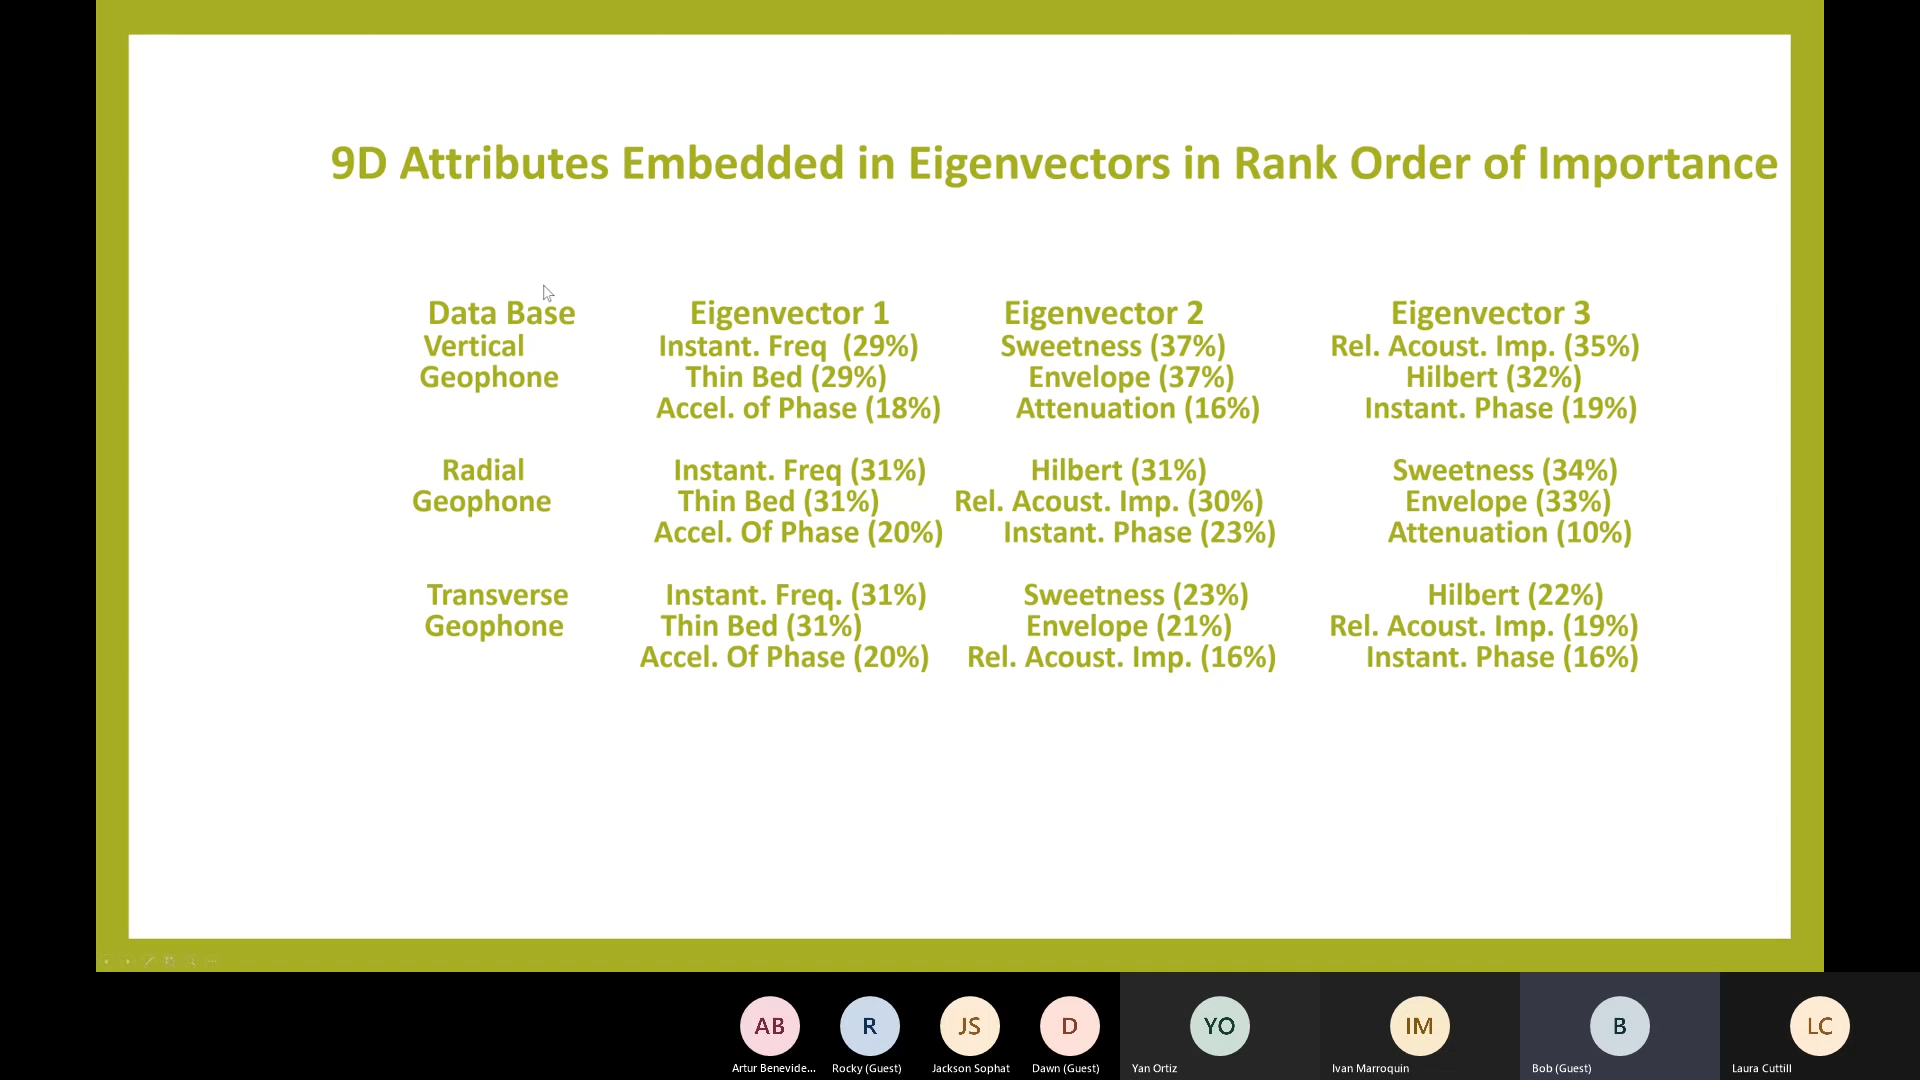 9D Attributes Embedded in Eigenvectors in Rank Order of Importance
Data Base Eigenvector 1 Eigenvector 2 Eigenvector 3
Vertical Instant. Freq (29%) Sweetness (37%) Rel. Acoust. Imp. (35%)
Geophone Thin Bed (29%) Envelope (37%) Hilbert (32%)
Accel. of Phase (18%) Attenuation (16%) Instant. Phase (19%)
Radial Instant. Freq (31%) Hilbert (31%) Sweetness (34%)
Geophone Thin Bed (31%) Rel. Acoust. Imp. (30%) Envelope (33%)
Accel. Of Phase (20%) Instant. Phase (23%) Attenuation (10%)
Transverse Instant. Freq. (31%) Sweetness (23%) Hilbert (22%)
Geophone Thin Bed (31%) Envelope (21%) Rel. Acoust. Imp. (19%)
Accel. Of Phase (20%) Rel. Acoust. Imp. (16%) Instant. Phase (16%)
AB R JS D YO IM B LC
Artur Benevide... Rocky (Guest) Jackson Sophat Dawn (Guest) Yan Ortiz Ivan Marroquin Bob (Guest) Laura Cuttill